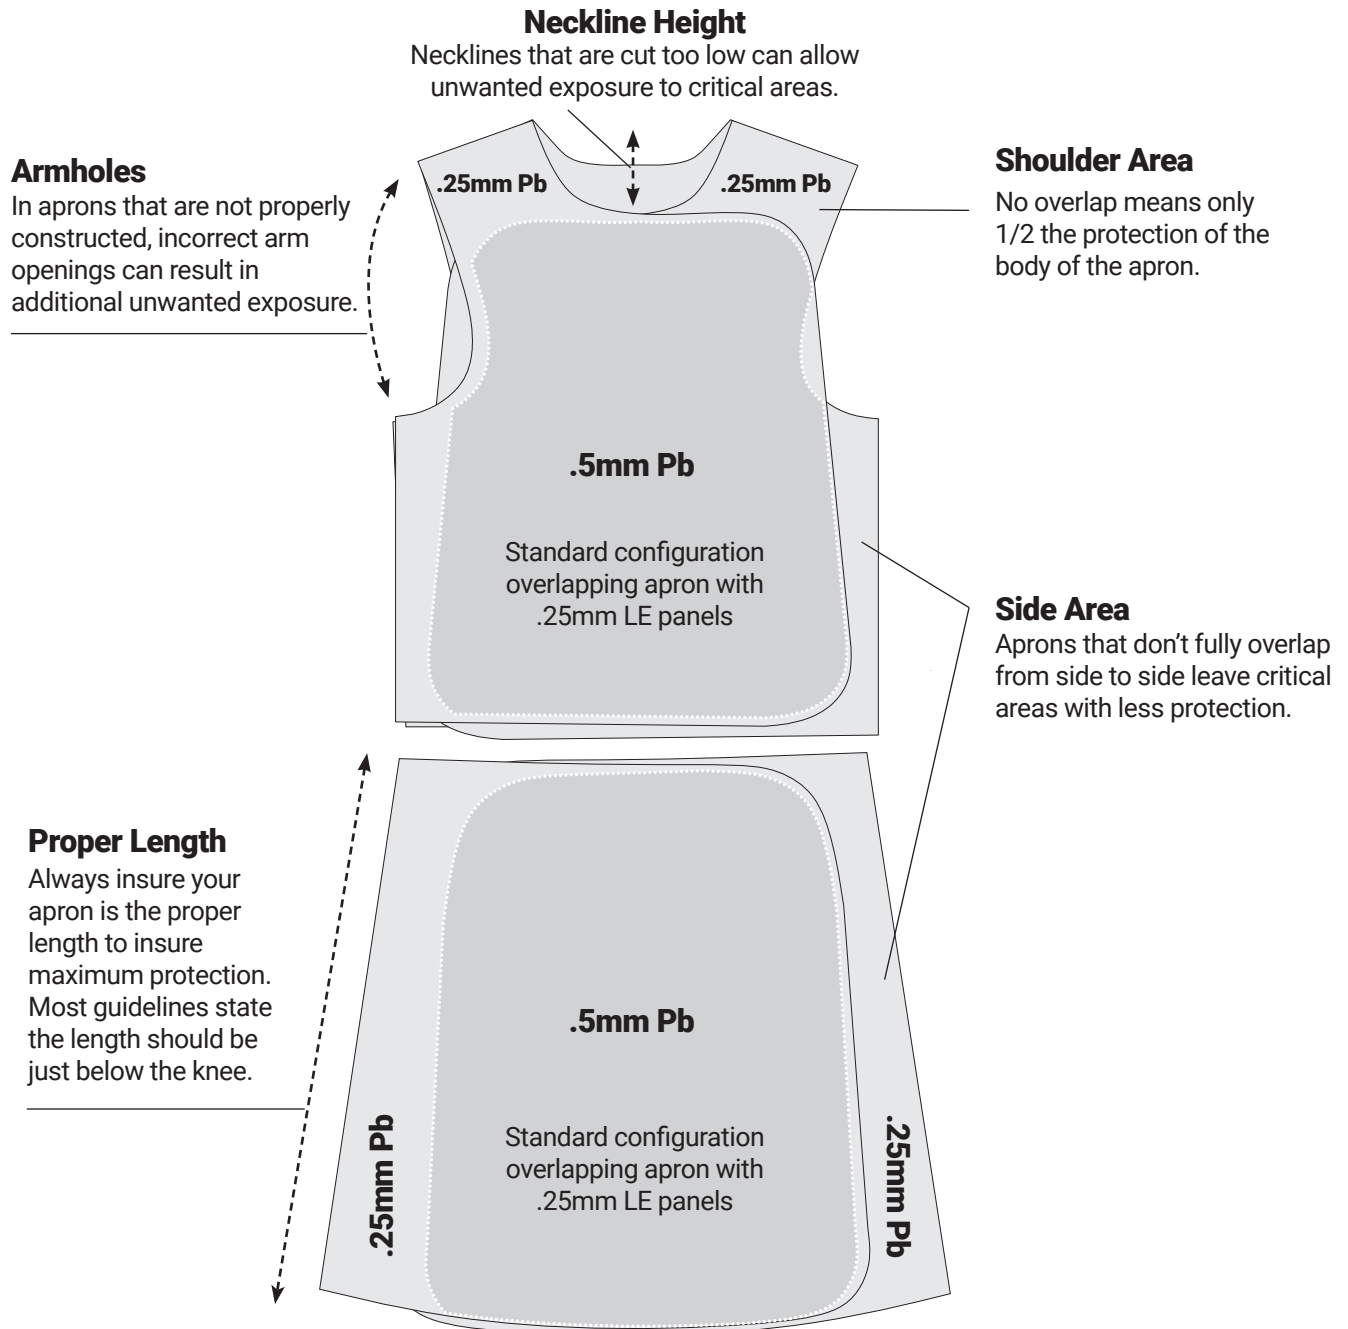 Neckline Height
Necklines that are cut too low can allow
unwanted exposure to critical areas.
Armholes
In aprons that are not properly
constructed, incorrect arm
openings can result in
additional unwanted exposure.
.25mm Pb
.25mm Pb
Shoulder Area
No overlap means only
1/2 the protection of the
body of the apron.
.5mm Pb
Standard configuration
overlapping apron with
.25mm LE panels
Side Area
Aprons that don’t fully overlap
from side to side leave critical
areas with less protection.
Proper Length
Always insure your
apron is the proper
length to insure
maximum protection.
Most guidelines state
the length should be
just below the knee.
.5mm Pb
Standard configuration
overlapping apron with
.25mm LE panels
.25mm Pb
.25mm Pb